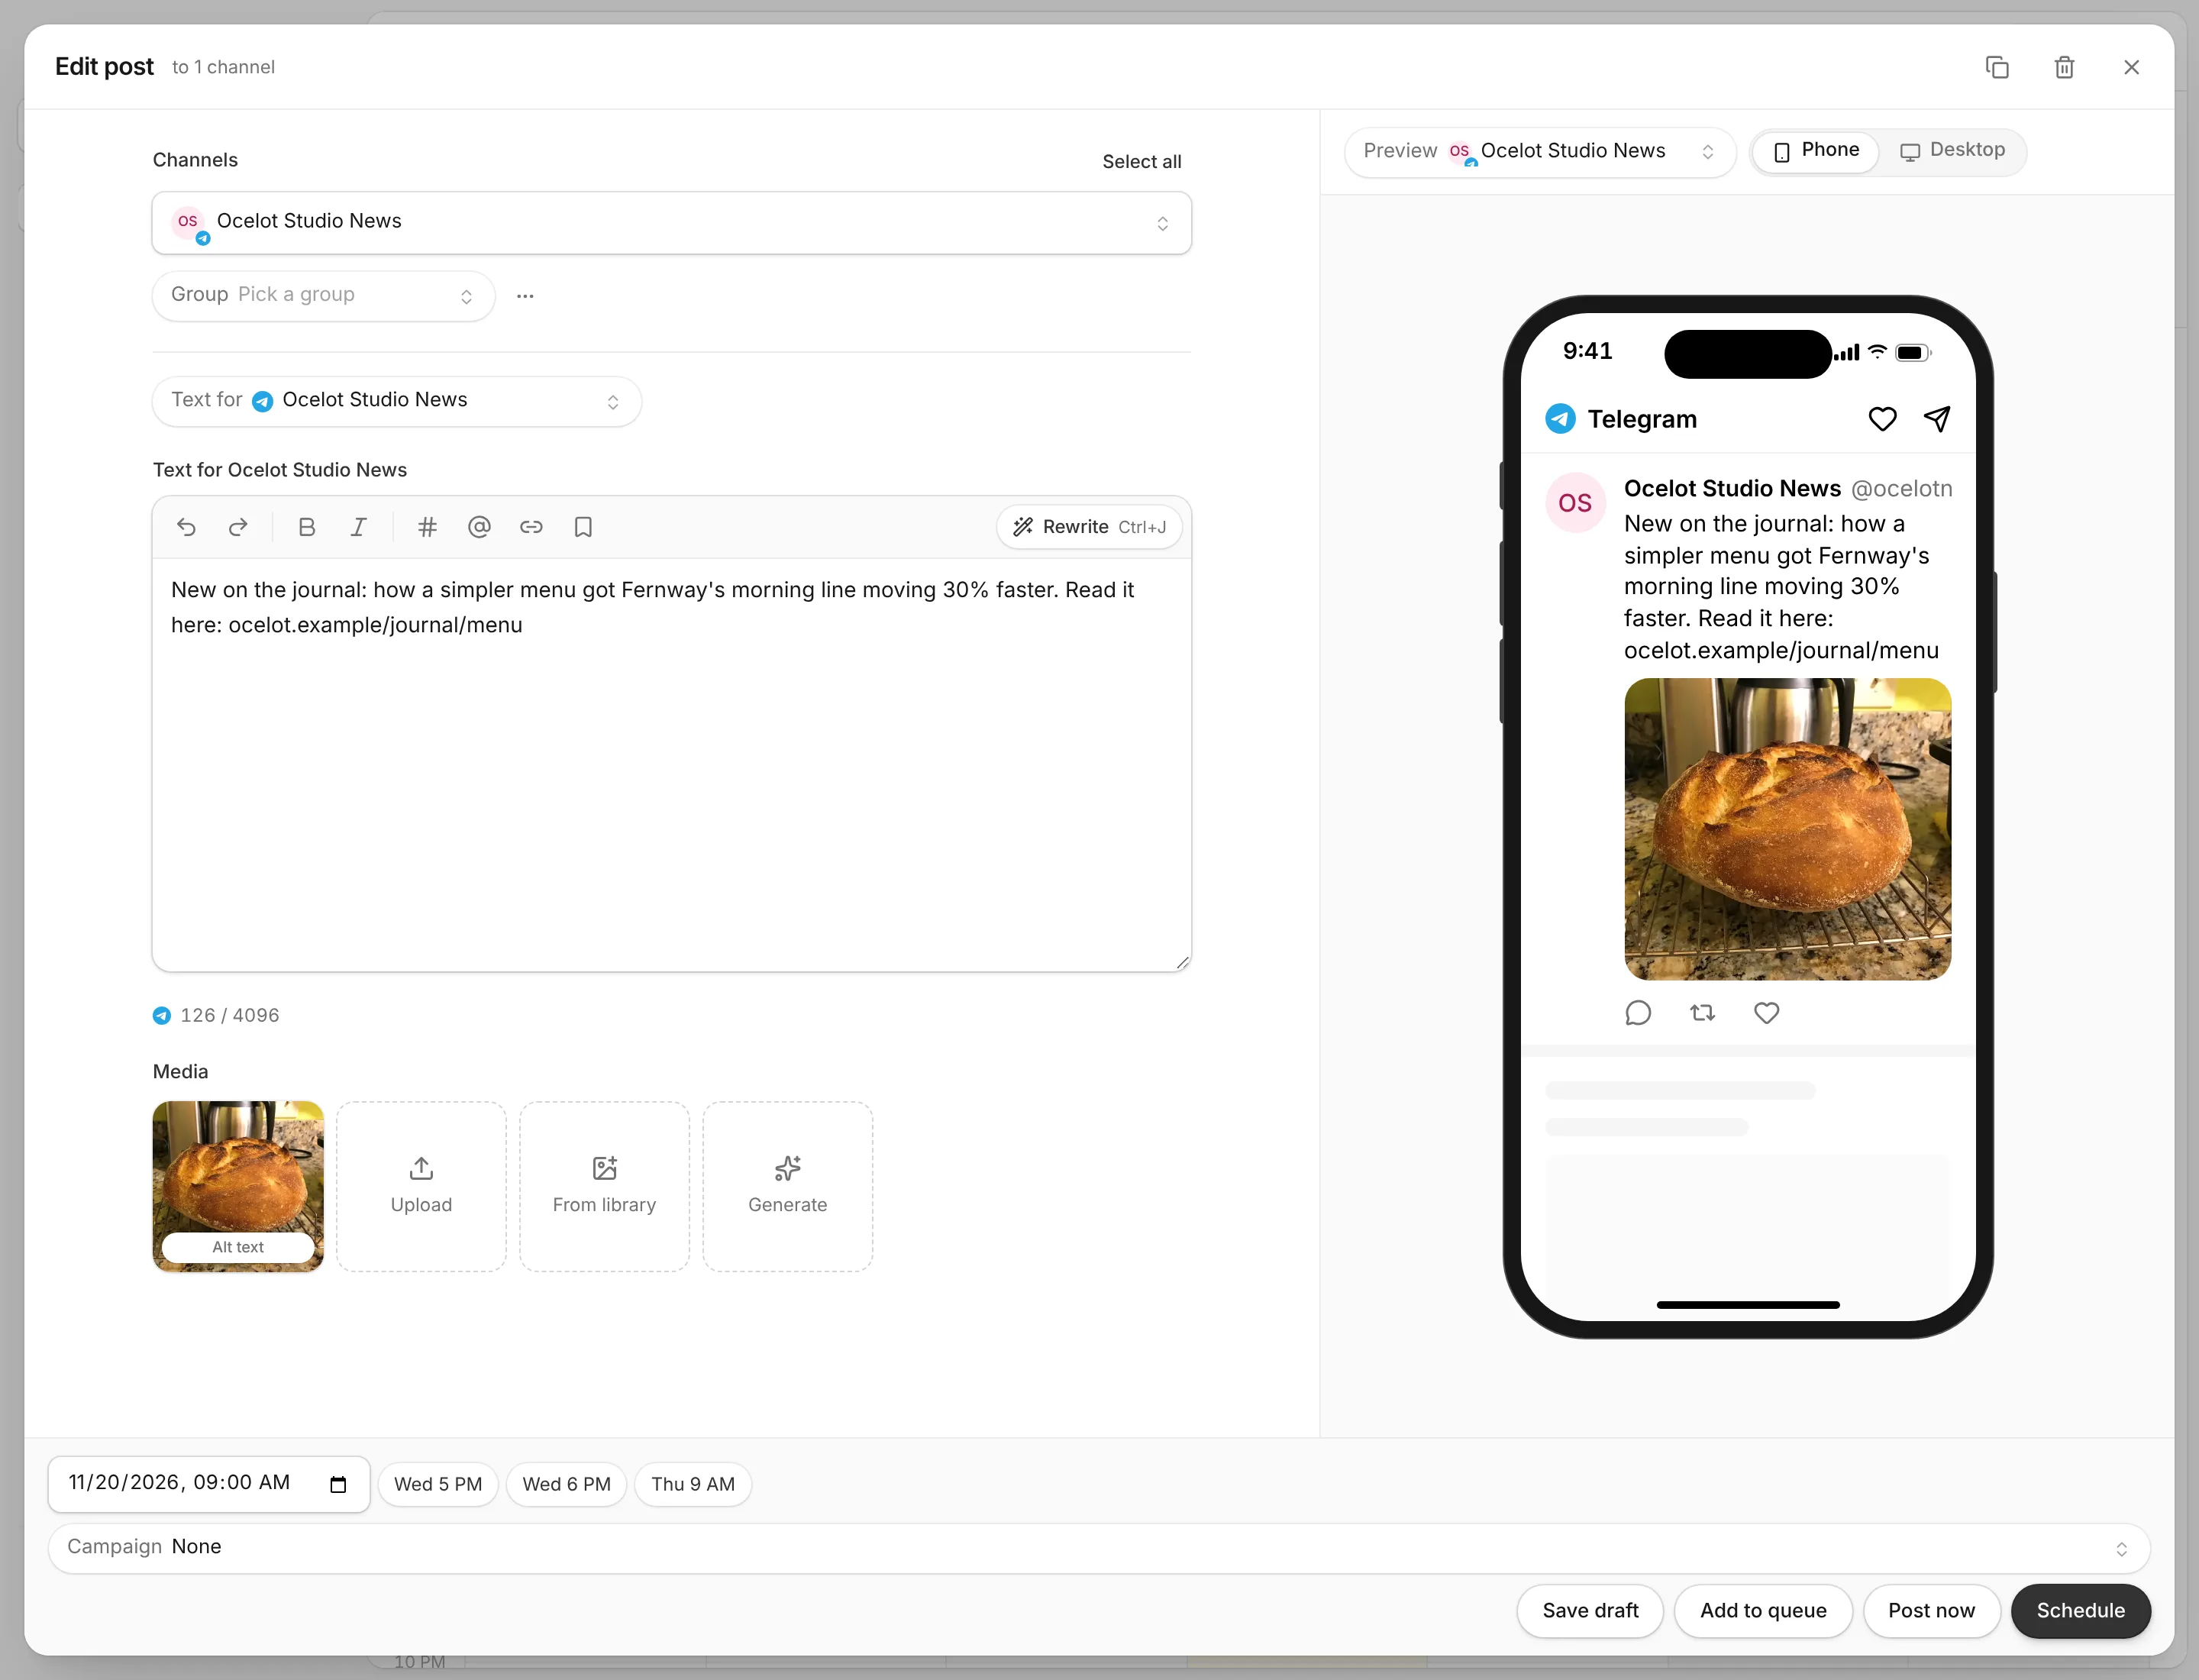 Edit post to 1 channel
Channels
Select all
OS Ocelot Studio News
Group Pick a group
Text for Ocelot Studio News
Text for Ocelot Studio News
Rewrite Ctrl+J
New on the journal: how a simpler menu got Fernway's morning line moving 30% faster. Read it
here: ocelot.example/journal/menu
126 / 4096
Media
Alt text
Upload
From library
Generate
Preview OS Ocelot Studio News
Phone
Desktop
9:41
Telegram
OS
Ocelot Studio News @ocelotn
New on the journal: how a
simpler menu got Fernway's
morning line moving 30%
faster. Read it here:
ocelot.example/journal/menu
11/20/2026, 09:00 AM
Wed 5 PM
Wed 6 PM
Thu 9 AM
Campaign None
Save draft
Add to queue
Post now
Schedule
10 PM